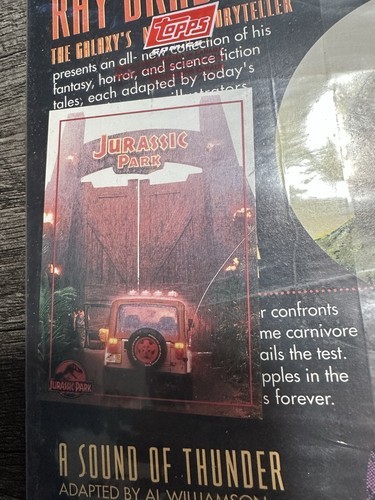 RAY
topps
COMICS
THE GALAXY'S
presents an all- new collection of his
fantasy, horror, and science fiction
tales; each adapted by today's
illustrators
JURASSIC
PARK
r confronts
me carnivore
ails the test.
pples in the
s forever.
JURASSIC PARK
A SOUND OF THUNDER
ADAPTED BY AL WILLIAMSON